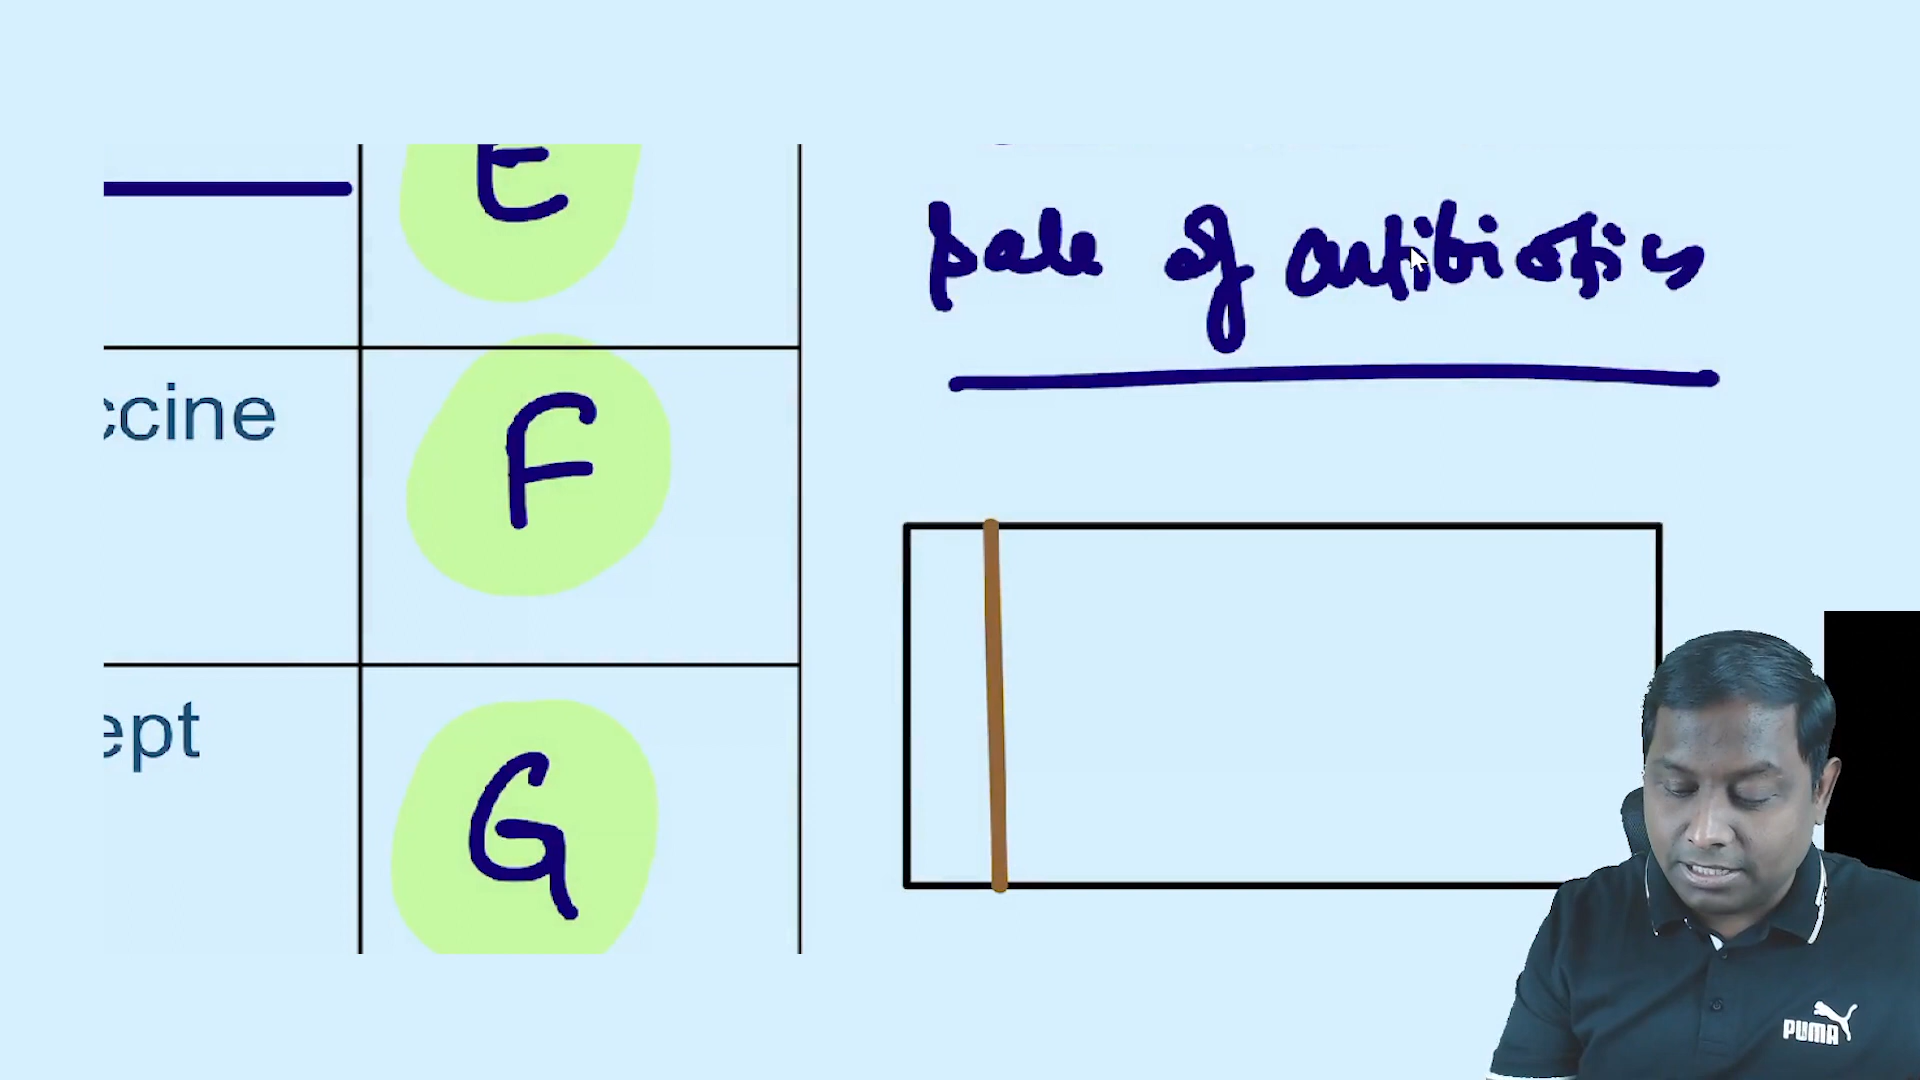 E
sale of antibiotics
ccine
F
ept
G
PUMA